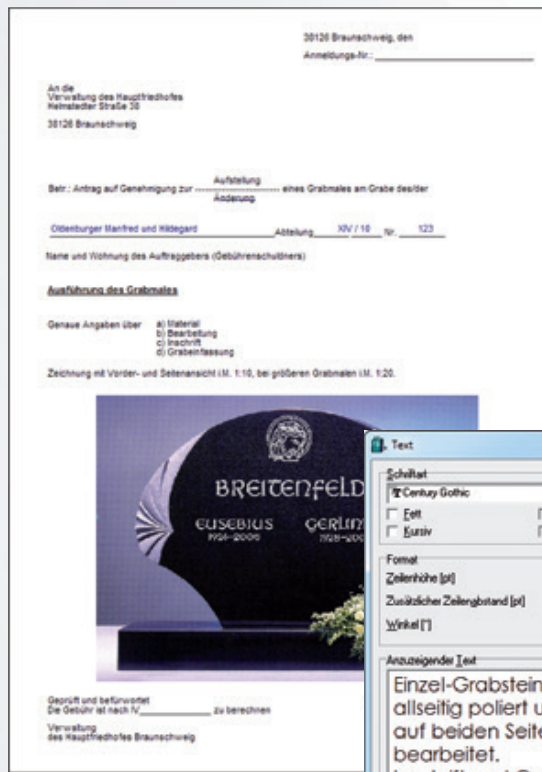 38126 Braunschweig, den
Anmeldungs-Nr.:
An die
Verwaltung des Hauptfriedhofes
Helmstedter Straße 38
38126 Braunschweig
Aufstellung
Betr.: Antrag auf Genehmigung zur ---------------------- eines Grabmales am Grabe des/der
Änderung
Oldenburger Manfred und Hildegard Abteilung XIV / 10 Nr. 123
Name und Wohnung des Auftraggebers (Gebührenschuldners)
Ausführung des Grabmales
Genaue Angaben über a) Material
b) Bearbeitung
c) Inschrift
d) Grabeinfassung
Zeichnung mit Vorder- und Seitenansicht i.M. 1:10, bei größeren Grabmalen i.M. 1:20.
BREITENFELD
EUSEBIUS
1926-2006
1928-200
Geprüft und befürwortet
Die Gebühr ist nach IV zu berechnen
Verwaltung
des Hauptfriedhofes Braunschweig
Text
Schriftart
Century Gothic
Fett
Kursiv
Format
Zeilenhöhe [pt]
Zusätzlicher Zeilenabstand [pt]
Winkel [°]
Anzuzeigender Text
Einzel-Grabstein
allseitig poliert u
auf beiden Seite
bearbeitet.